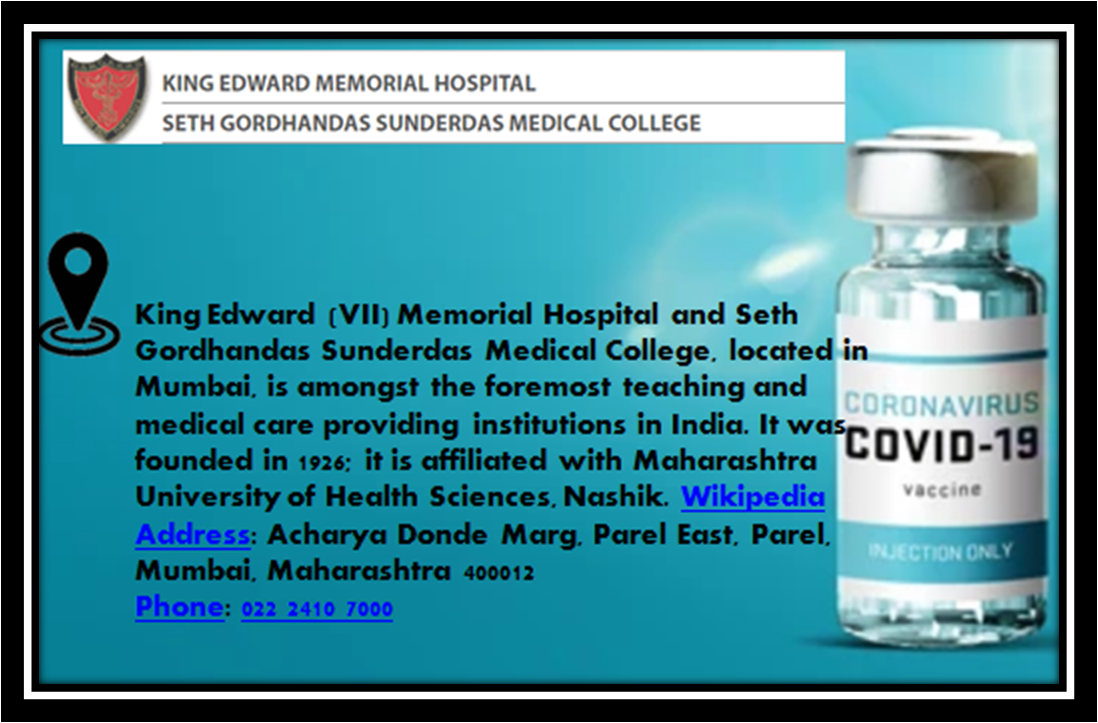 KING EDWARD MEMORIAL HOSPITAL
SETH GORDHANDAS SUNDERDAS MEDICAL COLLEGE
King Edward (VII) Memorial Hospital and Seth
Gordhandas Sunderdas Medical College, located in
Mumbai, is amongst the foremost teaching and
medical care providing institutions in India. It was
founded in 1926; it is affiliated with Maharashtra
University of Health Sciences, Nashik. Wikipedia
Address: Acharya Donde Marg, Parel East, Parel,
Mumbai, Maharashtra 400012
Phone: 022 2410 7000
CORONAVIRUS
COVID-19
vaccine
INJECTION ONLY